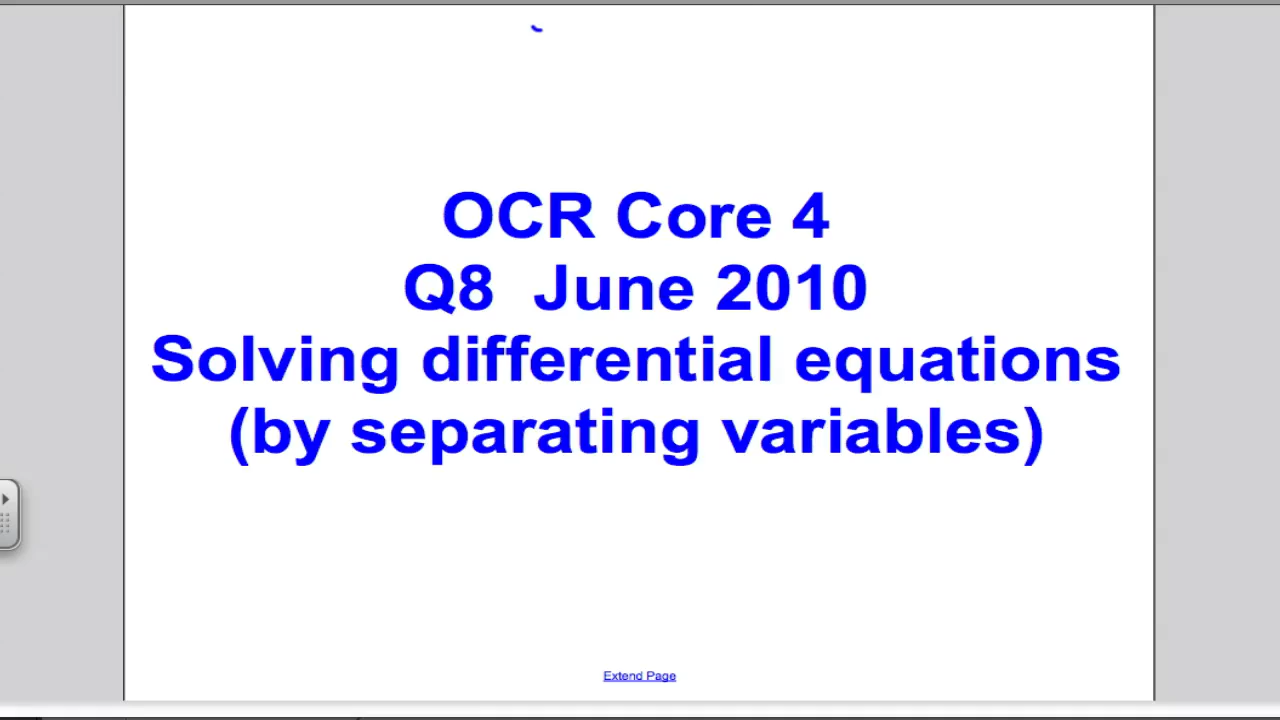 OCR Core 4
Q8  June 2010
Solving differential equations
(by separating variables)
Extend Page